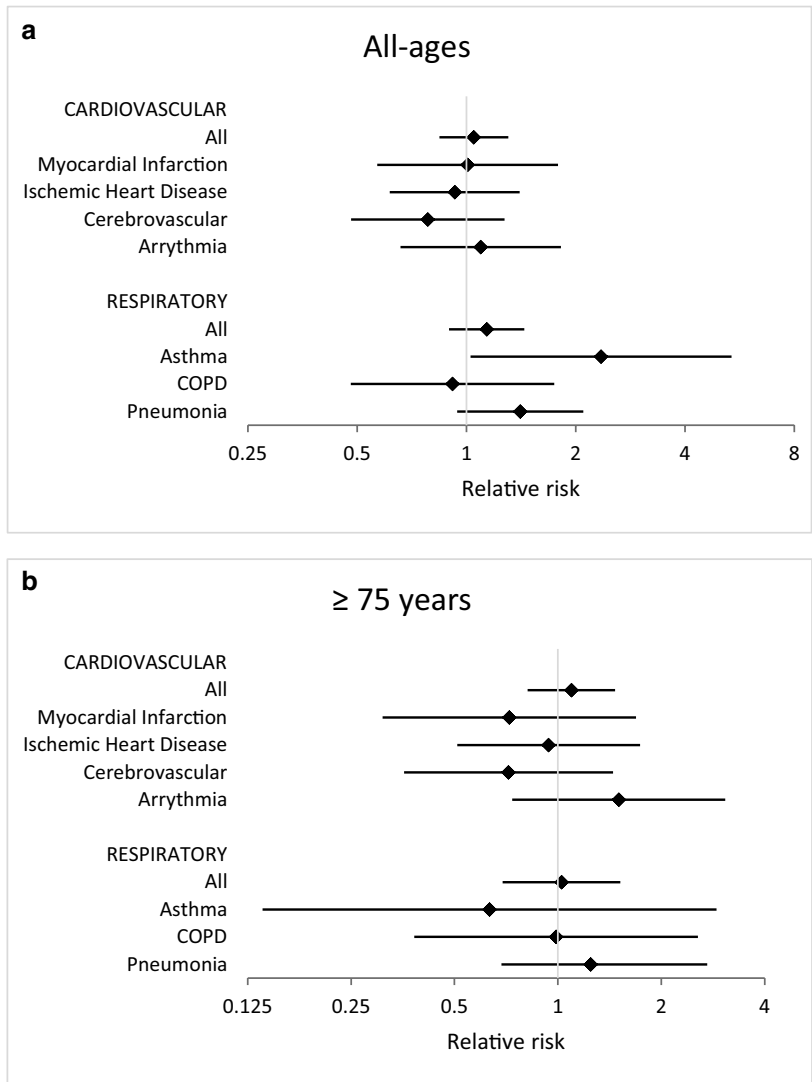 a
All-ages
CARDIOVASCULAR
All
Myocardial Infarction
Ischemic Heart Disease
Cerebrovascular
Arrythmia
RESPIRATORY
All
Asthma
COPD
Pneumonia
0.25 0.5 1 2 4 8
Relative risk
b
≥ 75 years
CARDIOVASCULAR
All
Myocardial Infarction
Ischemic Heart Disease
Cerebrovascular
Arrythmia
RESPIRATORY
All
Asthma
COPD
Pneumonia
0.125 0.25 0.5 1 2 4
Relative risk